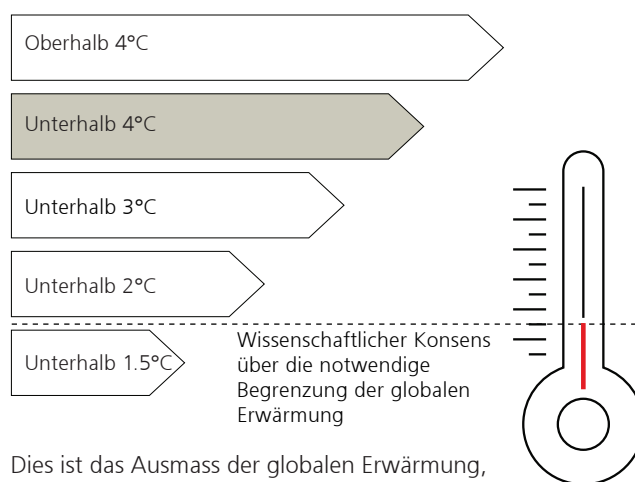 Oberhalb 4°C
Unterhalb 4°C
Unterhalb 3°C
Unterhalb 2°C
Unterhalb 1.5°C
Wissenschaftlicher Konsens
über die notwendige
Begrenzung der globalen
Erwärmung
Dies ist das Ausmass der globalen Erwärmung,